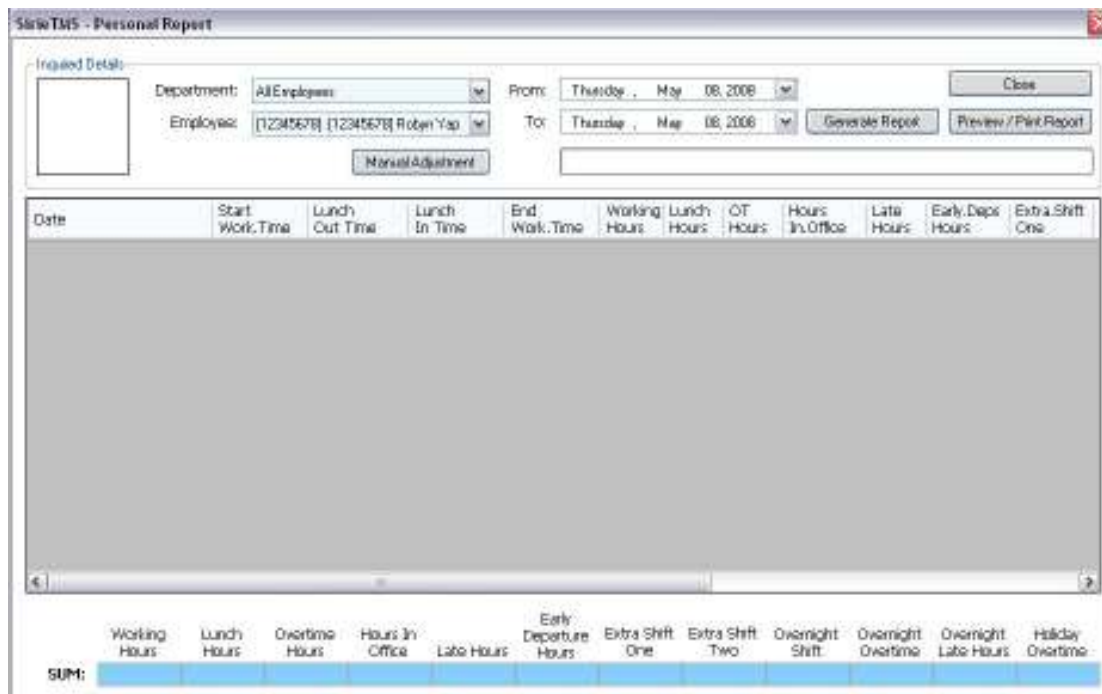 Personal Report
Inquired Details
Department: All Employees From: Thursday , May 08, 2008 Close
Employee: [12345678] [12345678] Robyn Yap To: Thursday , May 08, 2008 Generate Report Preview / Print Report
Manual Adjustment
Date Start Lunch Lunch End Working Lunch OT Hours Late Early.Deps Extra.Shift
Work.Time Out Time In Time Work.Time Hours Hours Hours In.Office Hours Hours One
Early
Working Lunch Overtime Hours In Departure Extra Shift Extra Shift Overnight Overnight Overnight Holiday
Hours Hours Hours Office Late Hours Hours One Two Shift Overtime Late Hours Overtime
SUM: